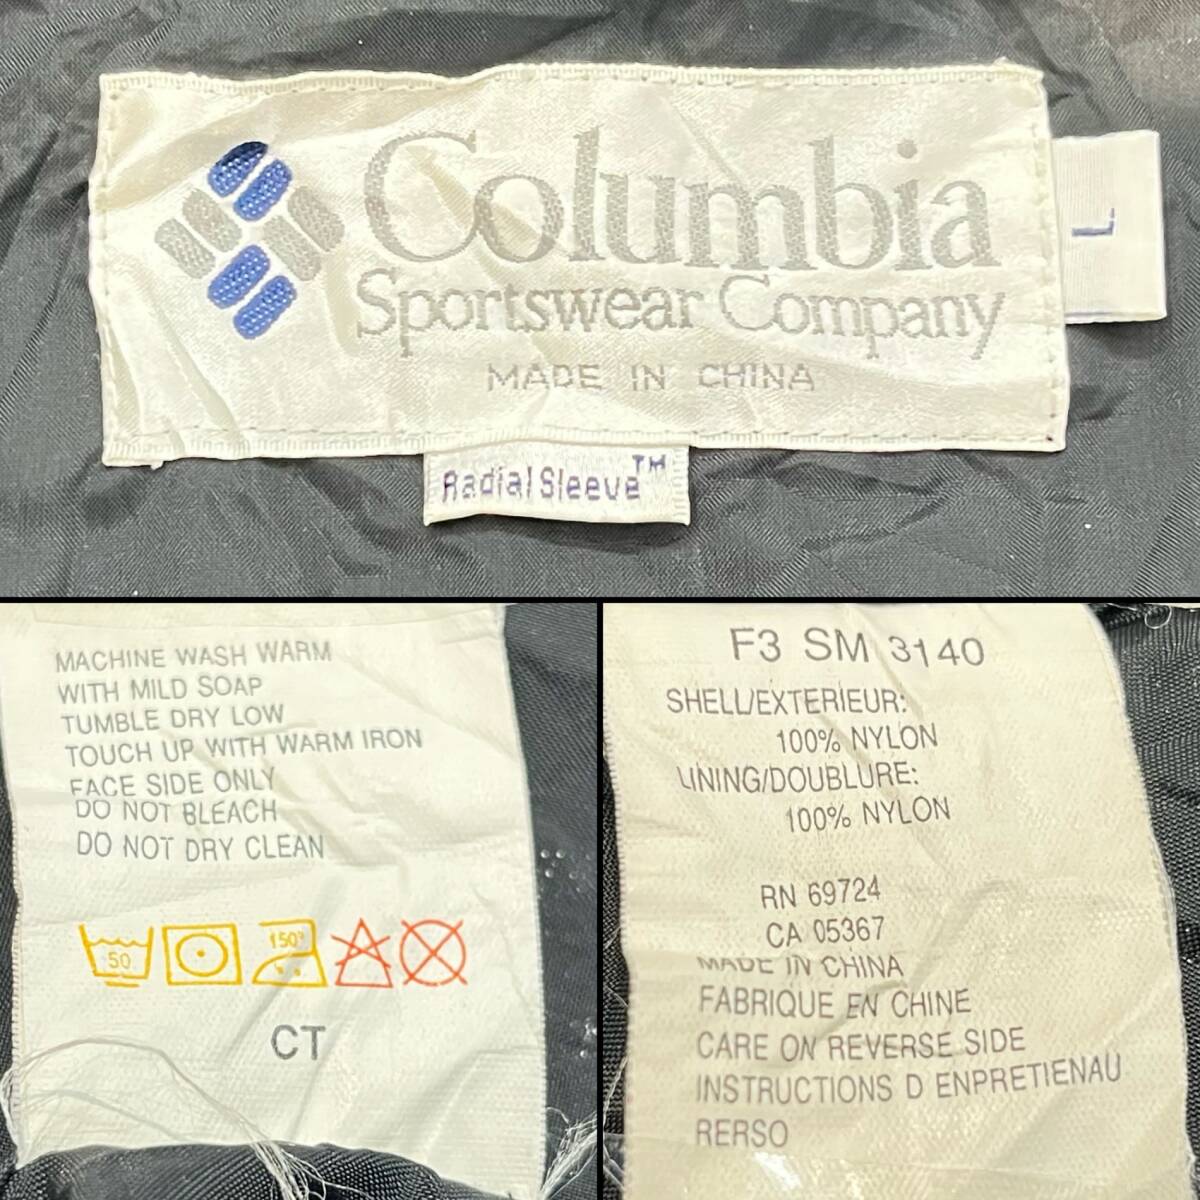 Columbia
Sportswear Company
MADE IN CHINA
L
Radial Sleeve™
MACHINE WASH WARM
WITH MILD SOAP
TUMBLE DRY LOW
TOUCH UP WITH WARM IRON
FACE SIDE ONLY
DO NOT BLEACH
DO NOT DRY CLEAN
50
150°
CT
F3 SM 3140
SHELL/EXTERIEUR:
100% NYLON
LINING/DOUBLURE:
100% NYLON
RN 69724
CA 05367
MADE IN CHINA
FABRIQUE EN CHINE
CARE ON REVERSE SIDE
INSTRUCTIONS D ENPRETIENAU
RERSO